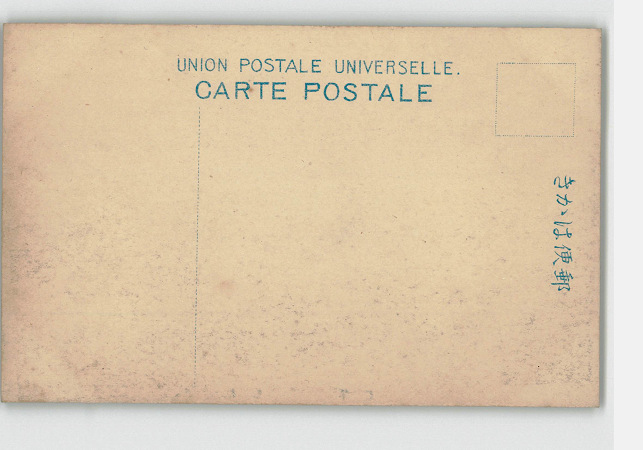 UNION POSTALE UNIVERSELLE.
CARTE POSTALE
郵便はかき